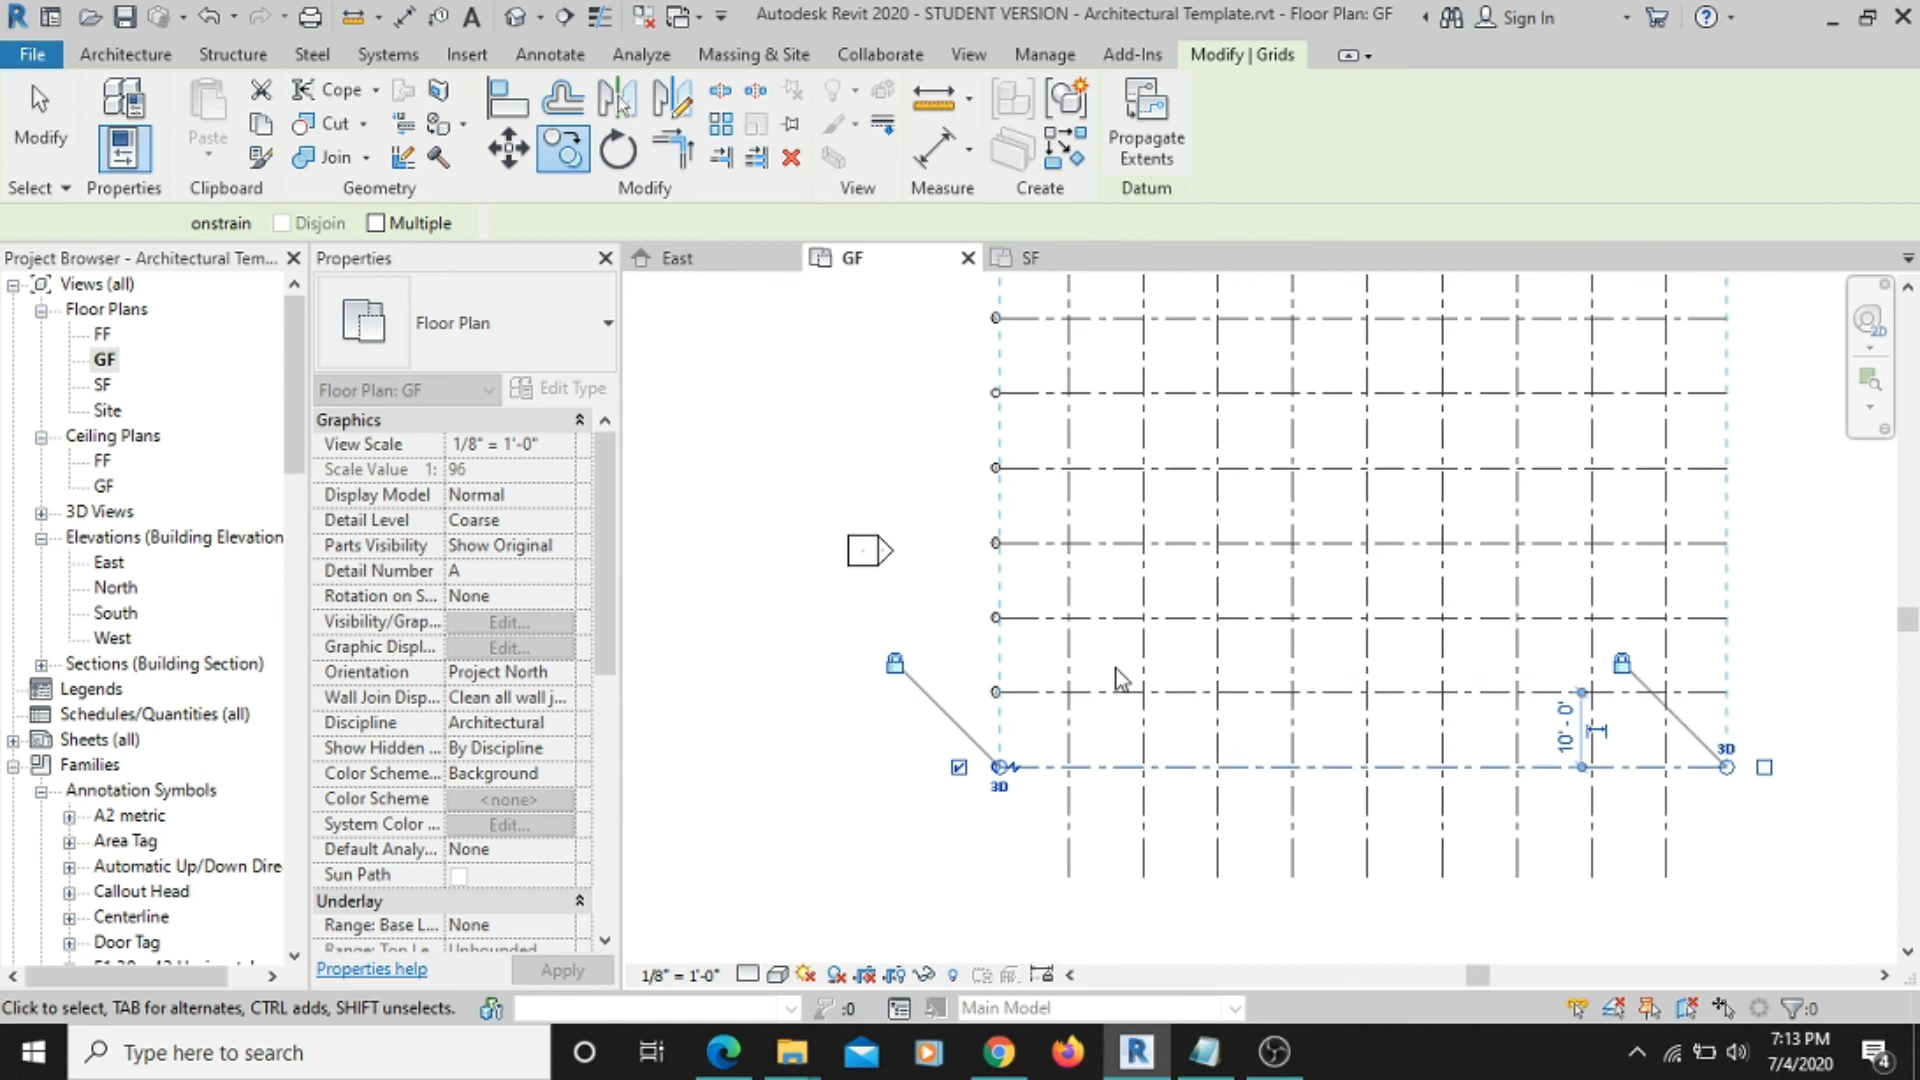 Autodesk Revit 2020 - STUDENT VERSION - Architectural Template.rvt - Floor Plan: GF
Sign In
File Architecture Structure Steel Systems Insert Annotate Analyze Massing & Site Collaborate View Manage Add-Ins Modify | Grids
Modify
Paste
Cope
Cut
Join
Propagate
Extents
Select Properties Clipboard Geometry Modify View Measure Create Datum
onstrain Disjoin Multiple
Project Browser - Architectural Tem...
Views (all)
Floor Plans
FF
GF
SF
Site
Ceiling Plans
FF
GF
3D Views
Elevations (Building Elevation
East
North
South
West
Sections (Building Section)
Legends
Schedules/Quantities (all)
Sheets (all)
Families
Annotation Symbols
A2 metric
Area Tag
Automatic Up/Down Dire
Callout Head
Centerline
Door Tag
Properties
Floor Plan
Floor Plan: GF Edit Type
Graphics
View Scale 1/8" = 1'-0"
Scale Value 1: 96
Display Model Normal
Detail Level Coarse
Parts Visibility Show Original
Detail Number A
Rotation on S... None
Visibility/Grap... Edit...
Graphic Displ... Edit...
Orientation Project North
Wall Join Disp... Clean all wall j...
Discipline Architectural
Show Hidden ... By Discipline
Color Scheme... Background
Color Scheme <none>
System Color ... Edit...
Default Analy... None
Sun Path
Underlay
Range: Base L... None
Range: Top Le... Unbounded
Properties help Apply
East GF SF
2D
10' - 0"
3D
3D
1/8" = 1'-0"
Click to select, TAB for alternates, CTRL adds, SHIFT unselects.
:0
Main Model
:0
Type here to search
7:13 PM
7/4/2020
4